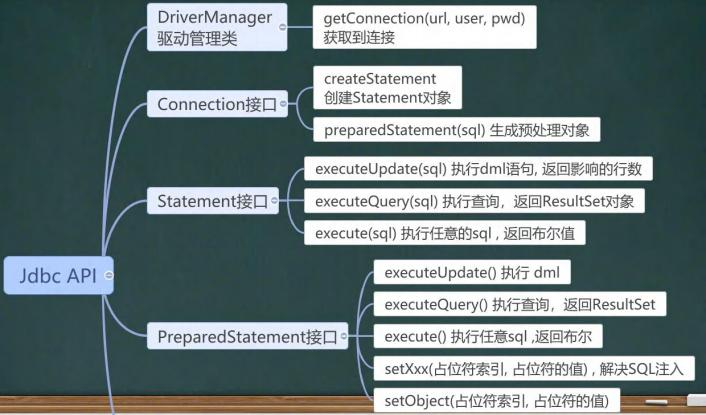 DriverManager
驱动管理类
getConnection(url, user, pwd)
获取到连接
Connection接口
createStatement
创建Statement对象
preparedStatement(sql) 生成预处理对象
Statement接口
executeUpdate(sql) 执行dml语句, 返回影响的行数
executeQuery(sql) 执行查询，返回ResultSet对象
execute(sql) 执行任意的sql , 返回布尔值
Jdbc API
PreparedStatement接口
executeUpdate() 执行 dml
executeQuery() 执行查询，返回ResultSet
execute() 执行任意sql ,返回布尔
setXxx(占位符索引, 占位符的值) , 解决SQL注入
setObject(占位符索引, 占位符的值)